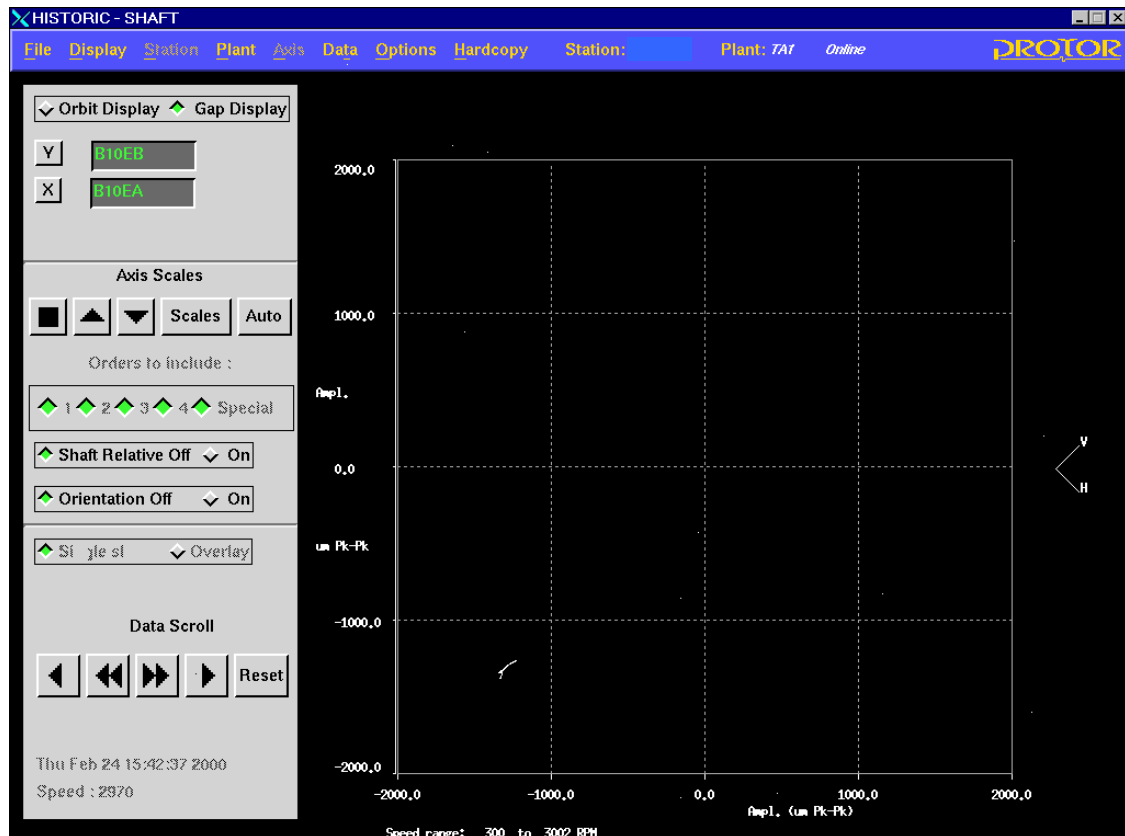 HISTORIC - SHAFT
File Display Station Plant Axis Data Options Hardcopy Station: Plant: TA1 Online PROTOR
Orbit Display Gap Display
Y B10EB
X B10EA
Axis Scales
Scales Auto
Orders to include :
1 2 3 4 Special
Shaft Relative Off On
Orientation Off On
Overlay
Data Scroll
Reset
Thu Feb 24 15:42:37 2000
Speed : 2970
2000.0
1000.0
Ampl.
0.0
um Pk-Pk
-1000.0
-2000.0
V
H
-2000.0 -1000.0 0.0 1000.0 2000.0
Ampl. (um Pk-Pk)
Speed range: 300 to 3002 RPM